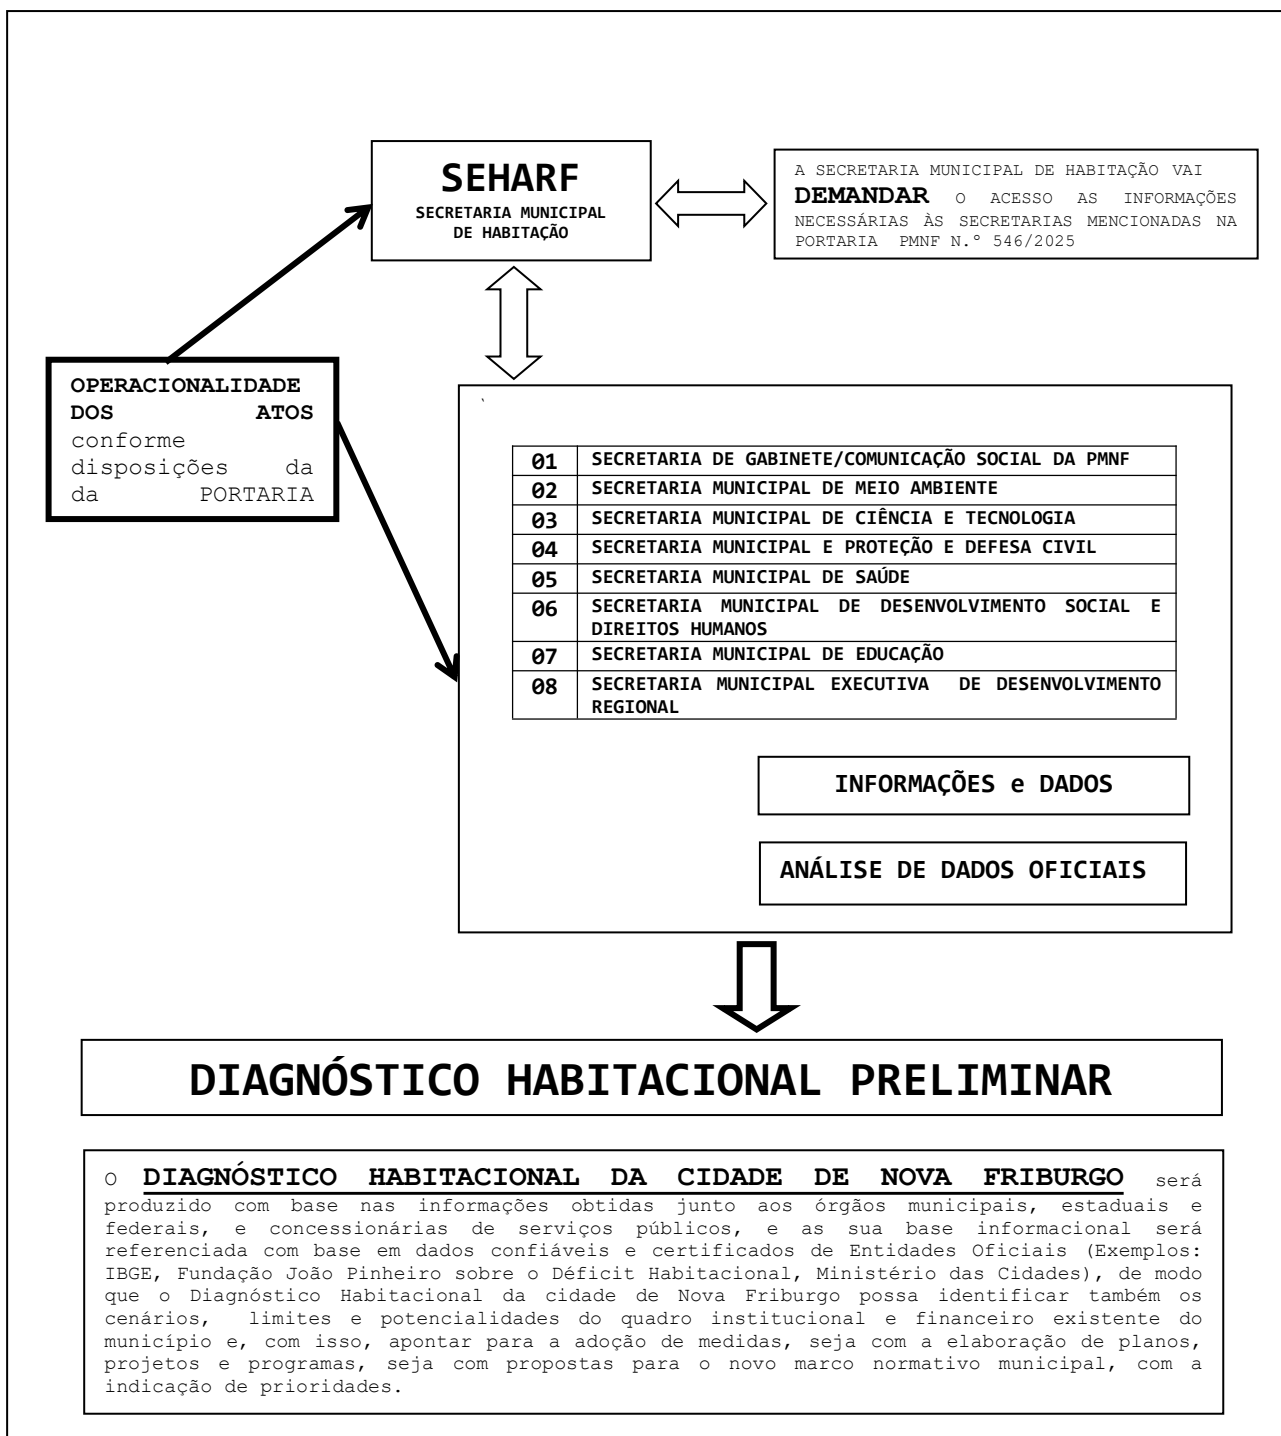 SEHARF
SECRETARIA MUNICIPAL
DE HABITAÇÃO
A SECRETARIA MUNICIPAL DE HABITAÇÃO VAI
DEMANDAR O ACESSO AS INFORMAÇÕES
NECESSÁRIAS ÀS SECRETARIAS MENCIONADAS NA
PORTARIA PMNF N.º 546/2025
OPERACIONALIDADE
DOS ATOS
conforme
disposições da
da PORTARIA
01 SECRETARIA DE GABINETE/COMUNICAÇÃO SOCIAL DA PMNF
02 SECRETARIA MUNICIPAL DE MEIO AMBIENTE
03 SECRETARIA MUNICIPAL DE CIÊNCIA E TECNOLOGIA
04 SECRETARIA MUNICIPAL E PROTEÇÃO E DEFESA CIVIL
05 SECRETARIA MUNICIPAL DE SAÚDE
06 SECRETARIA MUNICIPAL DE DESENVOLVIMENTO SOCIAL E
DIREITOS HUMANOS
07 SECRETARIA MUNICIPAL DE EDUCAÇÃO
08 SECRETARIA MUNICIPAL EXECUTIVA DE DESENVOLVIMENTO
REGIONAL
INFORMAÇÕES e DADOS
ANÁLISE DE DADOS OFICIAIS
DIAGNÓSTICO HABITACIONAL PRELIMINAR
O DIAGNÓSTICO HABITACIONAL DA CIDADE DE NOVA FRIBURGO será
produzido com base nas informações obtidas junto aos órgãos municipais, estaduais e
federais, e concessionárias de serviços públicos, e as sua base informacional será
referenciada com base em dados confiáveis e certificados de Entidades Oficiais (Exemplos:
IBGE, Fundação João Pinheiro sobre o Déficit Habitacional, Ministério das Cidades), de modo
que o Diagnóstico Habitacional da cidade de Nova Friburgo possa identificar também os
cenários, limites e potencialidades do quadro institucional e financeiro existente do
município e, com isso, apontar para a adoção de medidas, seja com a elaboração de planos,
projetos e programas, seja com propostas para o novo marco normativo municipal, com a
indicação de prioridades.